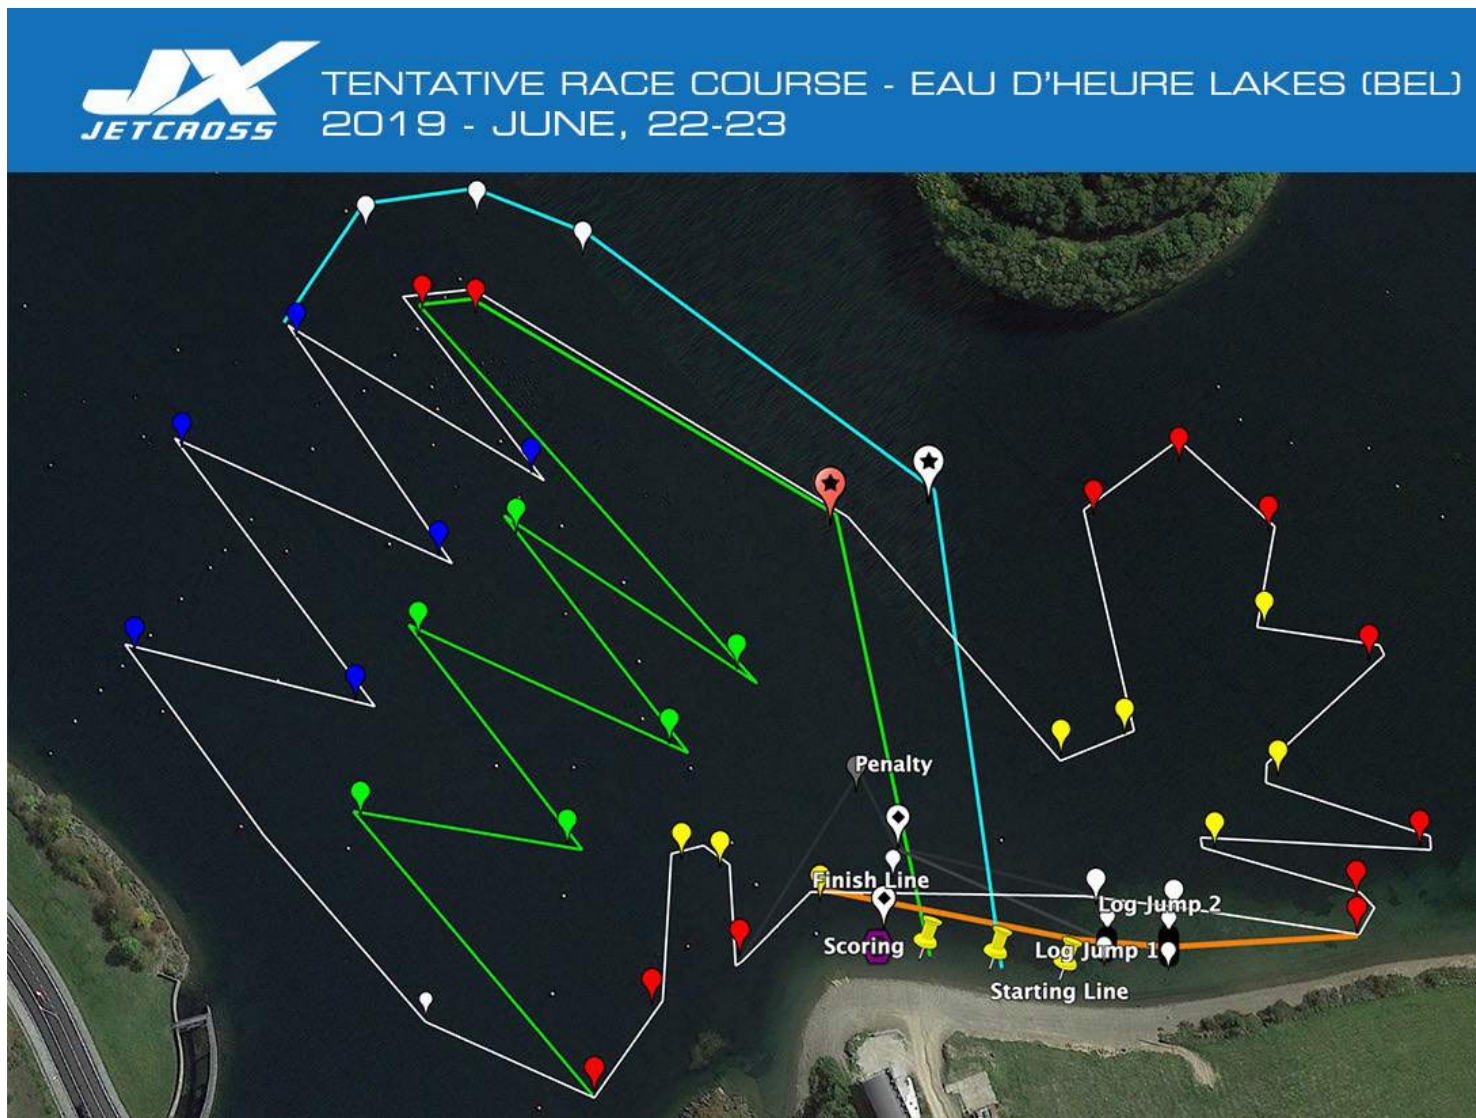 JX
JETCROSS
TENTATIVE RACE COURSE - EAU D'HEURE LAKES (BEL)
2019 - JUNE, 22-23
Penalty
Finish Line
Log Jump 2
Scoring
Log Jump 1
Starting Line